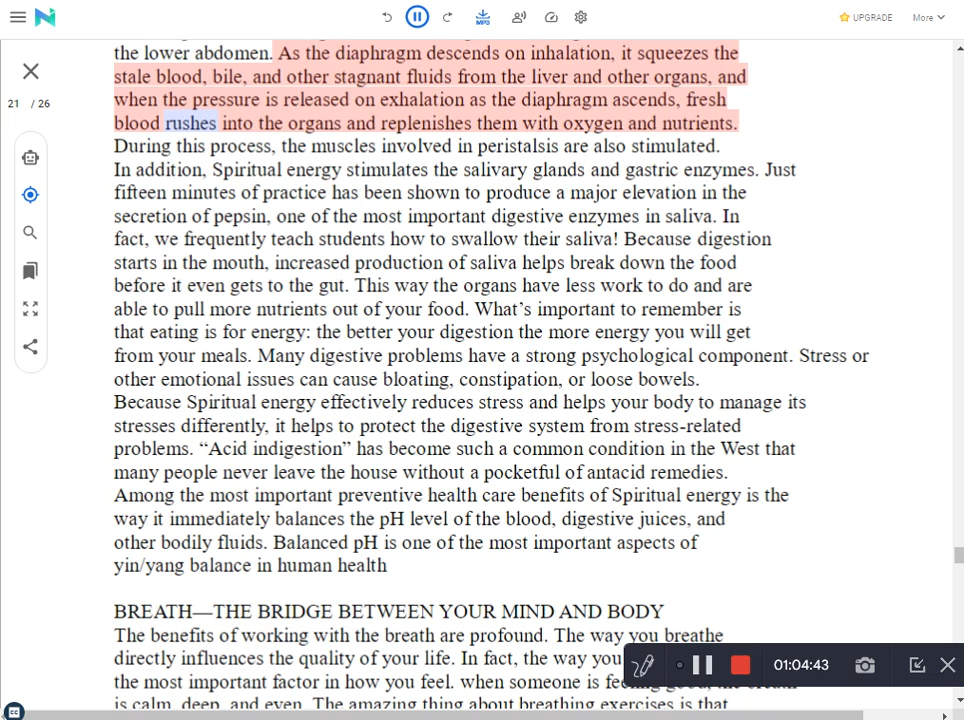 UPGRADE
More
21 / 26
the lower abdomen. As the diaphragm descends on inhalation, it squeezes the
stale blood, bile, and other stagnant fluids from the liver and other organs, and
when the pressure is released on exhalation as the diaphragm ascends, fresh
blood rushes into the organs and replenishes them with oxygen and nutrients.
During this process, the muscles involved in peristalsis are also stimulated.
In addition, Spiritual energy stimulates the salivary glands and gastric enzymes. Just
fifteen minutes of practice has been shown to produce a major elevation in the
secretion of pepsin, one of the most important digestive enzymes in saliva. In
fact, we frequently teach students how to swallow their saliva! Because digestion
starts in the mouth, increased production of saliva helps break down the food
before it even gets to the gut. This way the organs have less work to do and are
able to pull more nutrients out of your food. What’s important to remember is
that eating is for energy: the better your digestion the more energy you will get
from your meals. Many digestive problems have a strong psychological component. Stress or
other emotional issues can cause bloating, constipation, or loose bowels.
Because Spiritual energy effectively reduces stress and helps your body to manage its
stresses differently, it helps to protect the digestive system from stress-related
problems. “Acid indigestion” has become such a common condition in the West that
many people never leave the house without a pocketful of antacid remedies.
Among the most important preventive health care benefits of Spiritual energy is the
way it immediately balances the pH level of the blood, digestive juices, and
other bodily fluids. Balanced pH is one of the most important aspects of
yin/yang balance in human health
BREATH—THE BRIDGE BETWEEN YOUR MIND AND BODY
The benefits of working with the breath are profound. The way you breathe
directly influences the quality of your life. In fact, the way you
the most important factor in how you feel. when someone is feeling good, the breath
is calm, deep, and even. The amazing thing about breathing exercises is that
01:04:43